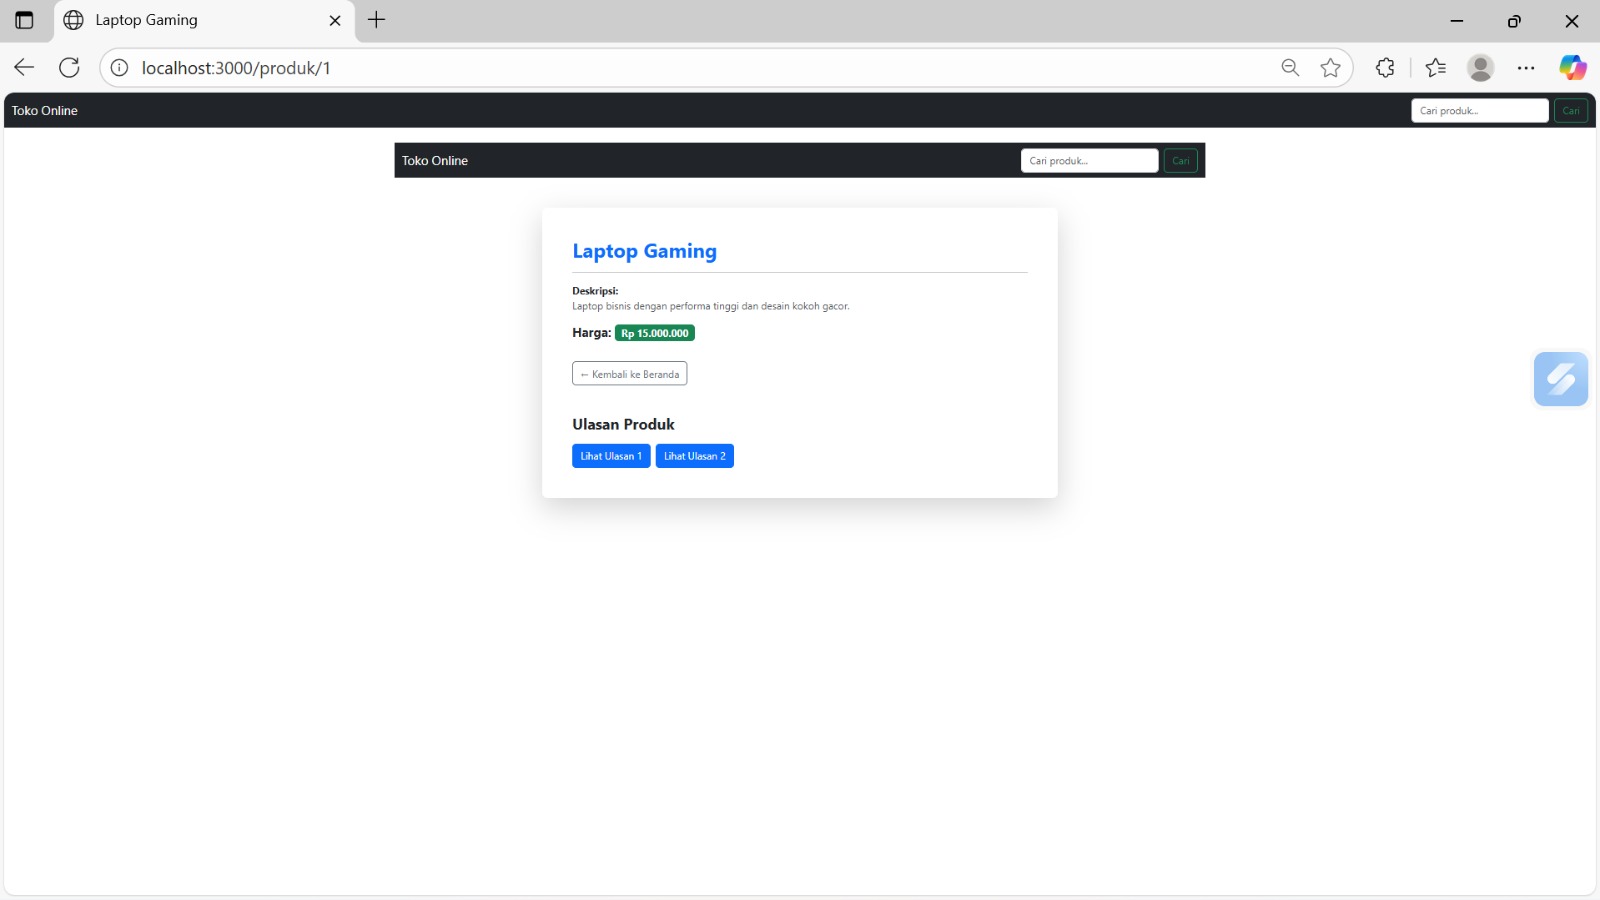 Laptop Gaming
localhost:3000/produk/1
Toko Online
Cari produk...
Cari
Toko Online
Cari produk...
Cari
Laptop Gaming
Deskripsi:
Laptop bisnis dengan performa tinggi dan desain kokoh gacor.
Harga: Rp 15.000.000
← Kembali ke Beranda
Ulasan Produk
Lihat Ulasan 1
Lihat Ulasan 2